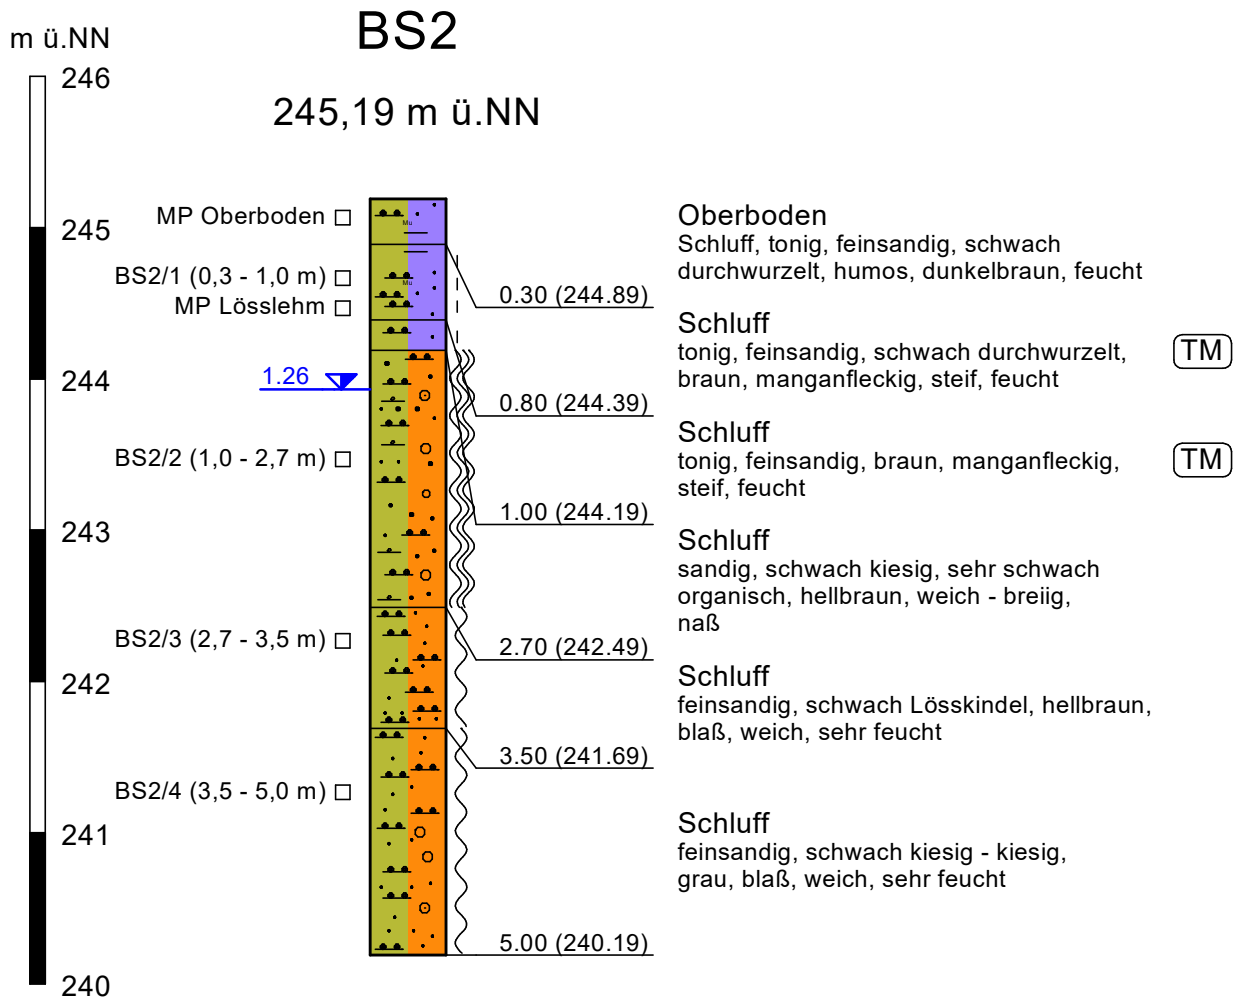 BS2
m ü.NN
245,19 m ü.NN
246
245
244
243
242
241
240
MP Oberboden
BS2/1 (0,3 - 1,0 m)
MP Lösslehm
1.26
BS2/2 (1,0 - 2,7 m)
BS2/3 (2,7 - 3,5 m)
BS2/4 (3,5 - 5,0 m)
Mu
Mu
0.30 (244.89)
0.80 (244.39)
1.00 (244.19)
2.70 (242.49)
3.50 (241.69)
5.00 (240.19)
Oberboden
Schluff, tonig, feinsandig, schwach
durchwurzelt, humos, dunkelbraun, feucht
Schluff
tonig, feinsandig, schwach durchwurzelt,
braun, manganfleckig, steif, feucht
TM
Schluff
tonig, feinsandig, braun, manganfleckig,
steif, feucht
TM
Schluff
sandig, schwach kiesig, sehr schwach
organisch, hellbraun, weich - breiig,
naß
Schluff
feinsandig, schwach Lösskindel, hellbraun,
blaß, weich, sehr feucht
Schluff
feinsandig, schwach kiesig - kiesig,
grau, blaß, weich, sehr feucht